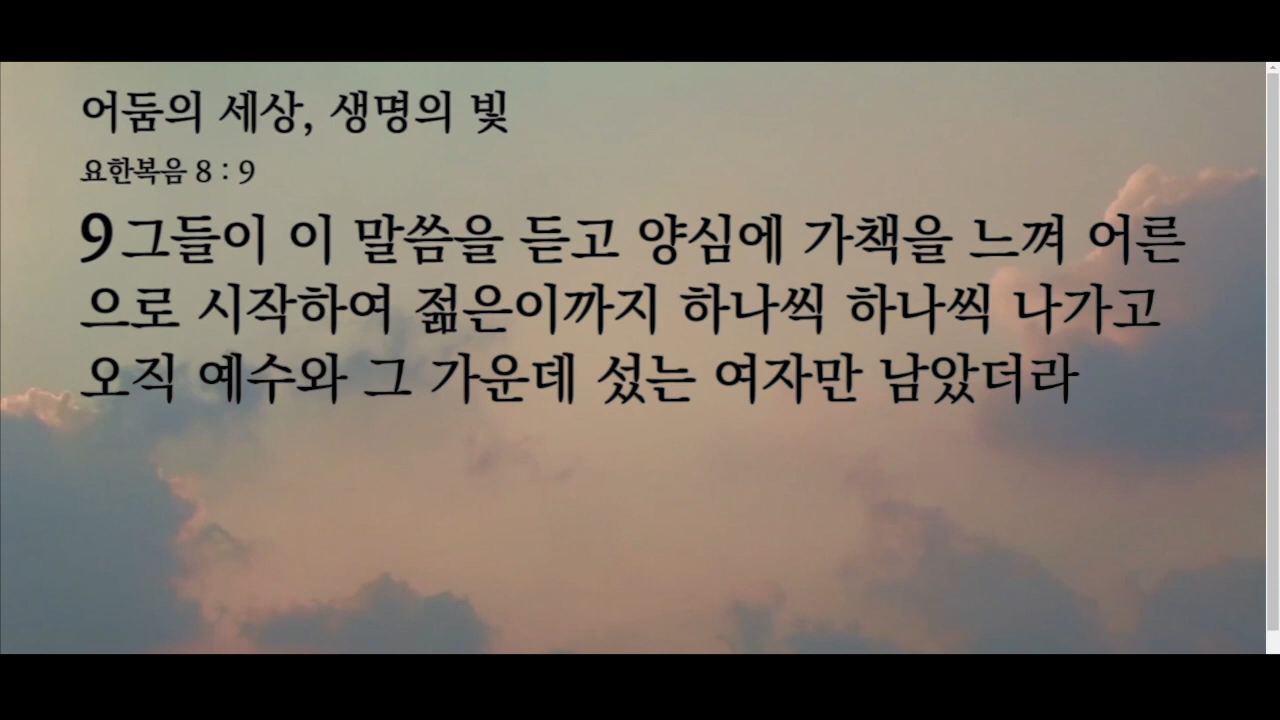 어둠의 세상, 생명의 빛
요한복음 8 : 9
9 그들이 이 말씀을 듣고 양심에 가책을 느껴 어른
으로 시작하여 젊은이까지 하나씩 하나씩 나가고
오직 예수와 그 가운데 섰는 여자만 남았더라